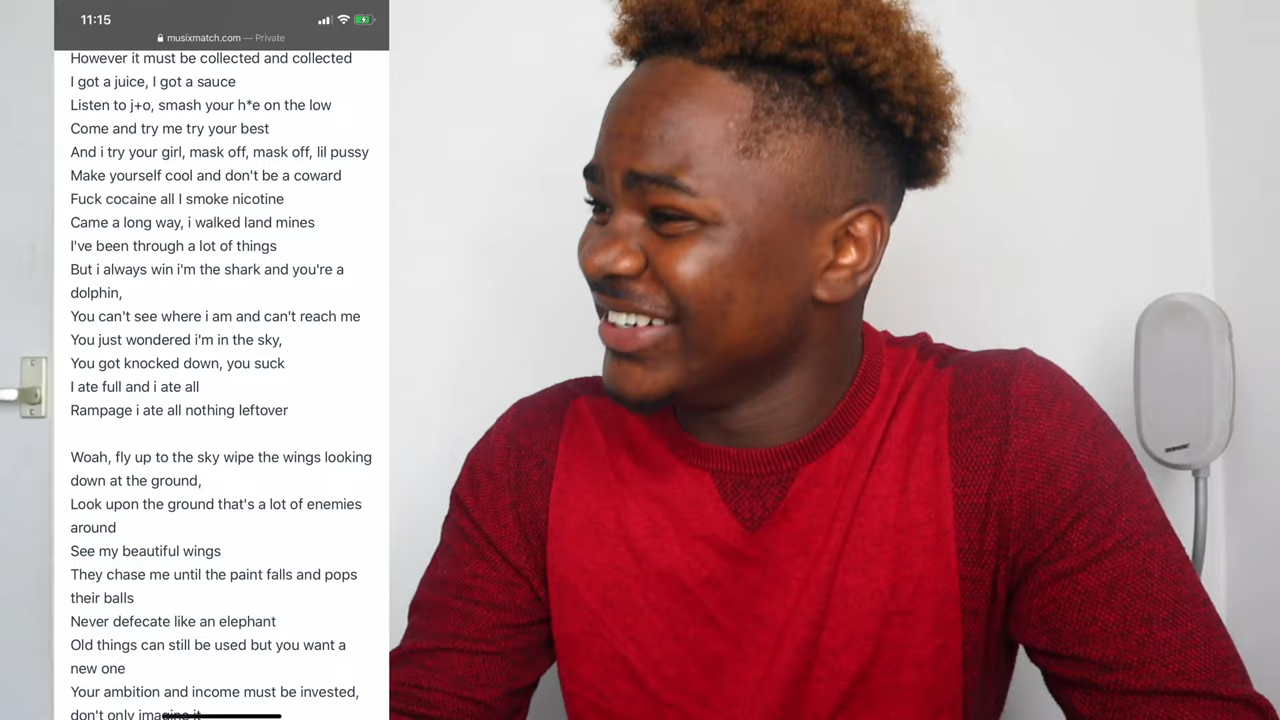 11:15
musixmatch.com — Private
However it must be collected and collected
I got a juice, I got a sauce
Listen to j+o, smash your h*e on the low
Come and try me try your best
And i try your girl, mask off, mask off, lil pussy
Make yourself cool and don't be a coward
Fuck cocaine all I smoke nicotine
Came a long way, i walked land mines
I've been through a lot of things
But i always win i'm the shark and you're a
dolphin,
You can't see where i am and can't reach me
You just wondered i'm in the sky,
You got knocked down, you suck
I ate full and i ate all
Rampage i ate all nothing leftover
Woah, fly up to the sky wipe the wings looking
down at the ground,
Look upon the ground that's a lot of enemies
around
See my beautiful wings
They chase me until the paint falls and pops
their balls
Never defecate like an elephant
Old things can still be used but you want a
new one
Your ambition and income must be invested,
don't only imagine it